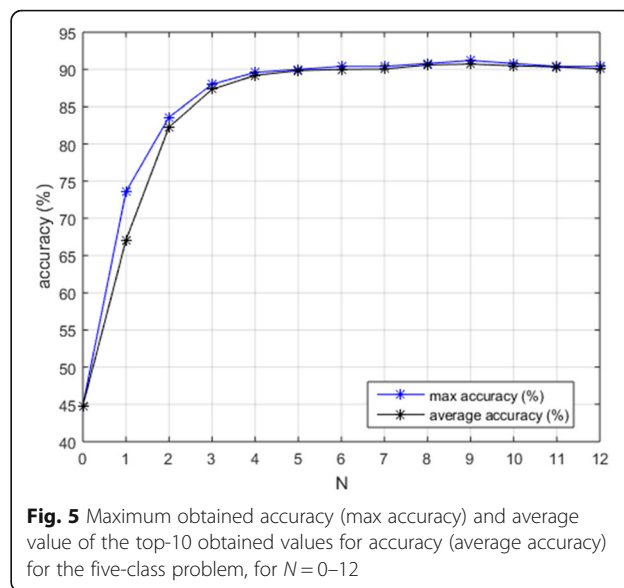 95
90
85
80
75
70
65
60
55
50
45
40
accuracy (%)
max accuracy (%)
average accuracy (%)
0 1 2 3 4 5 6 7 8 9 10 11 12
N
Fig. 5 Maximum obtained accuracy (max accuracy) and average
value of the top-10 obtained values for accuracy (average accuracy)
for the five-class problem, for N = 0–12